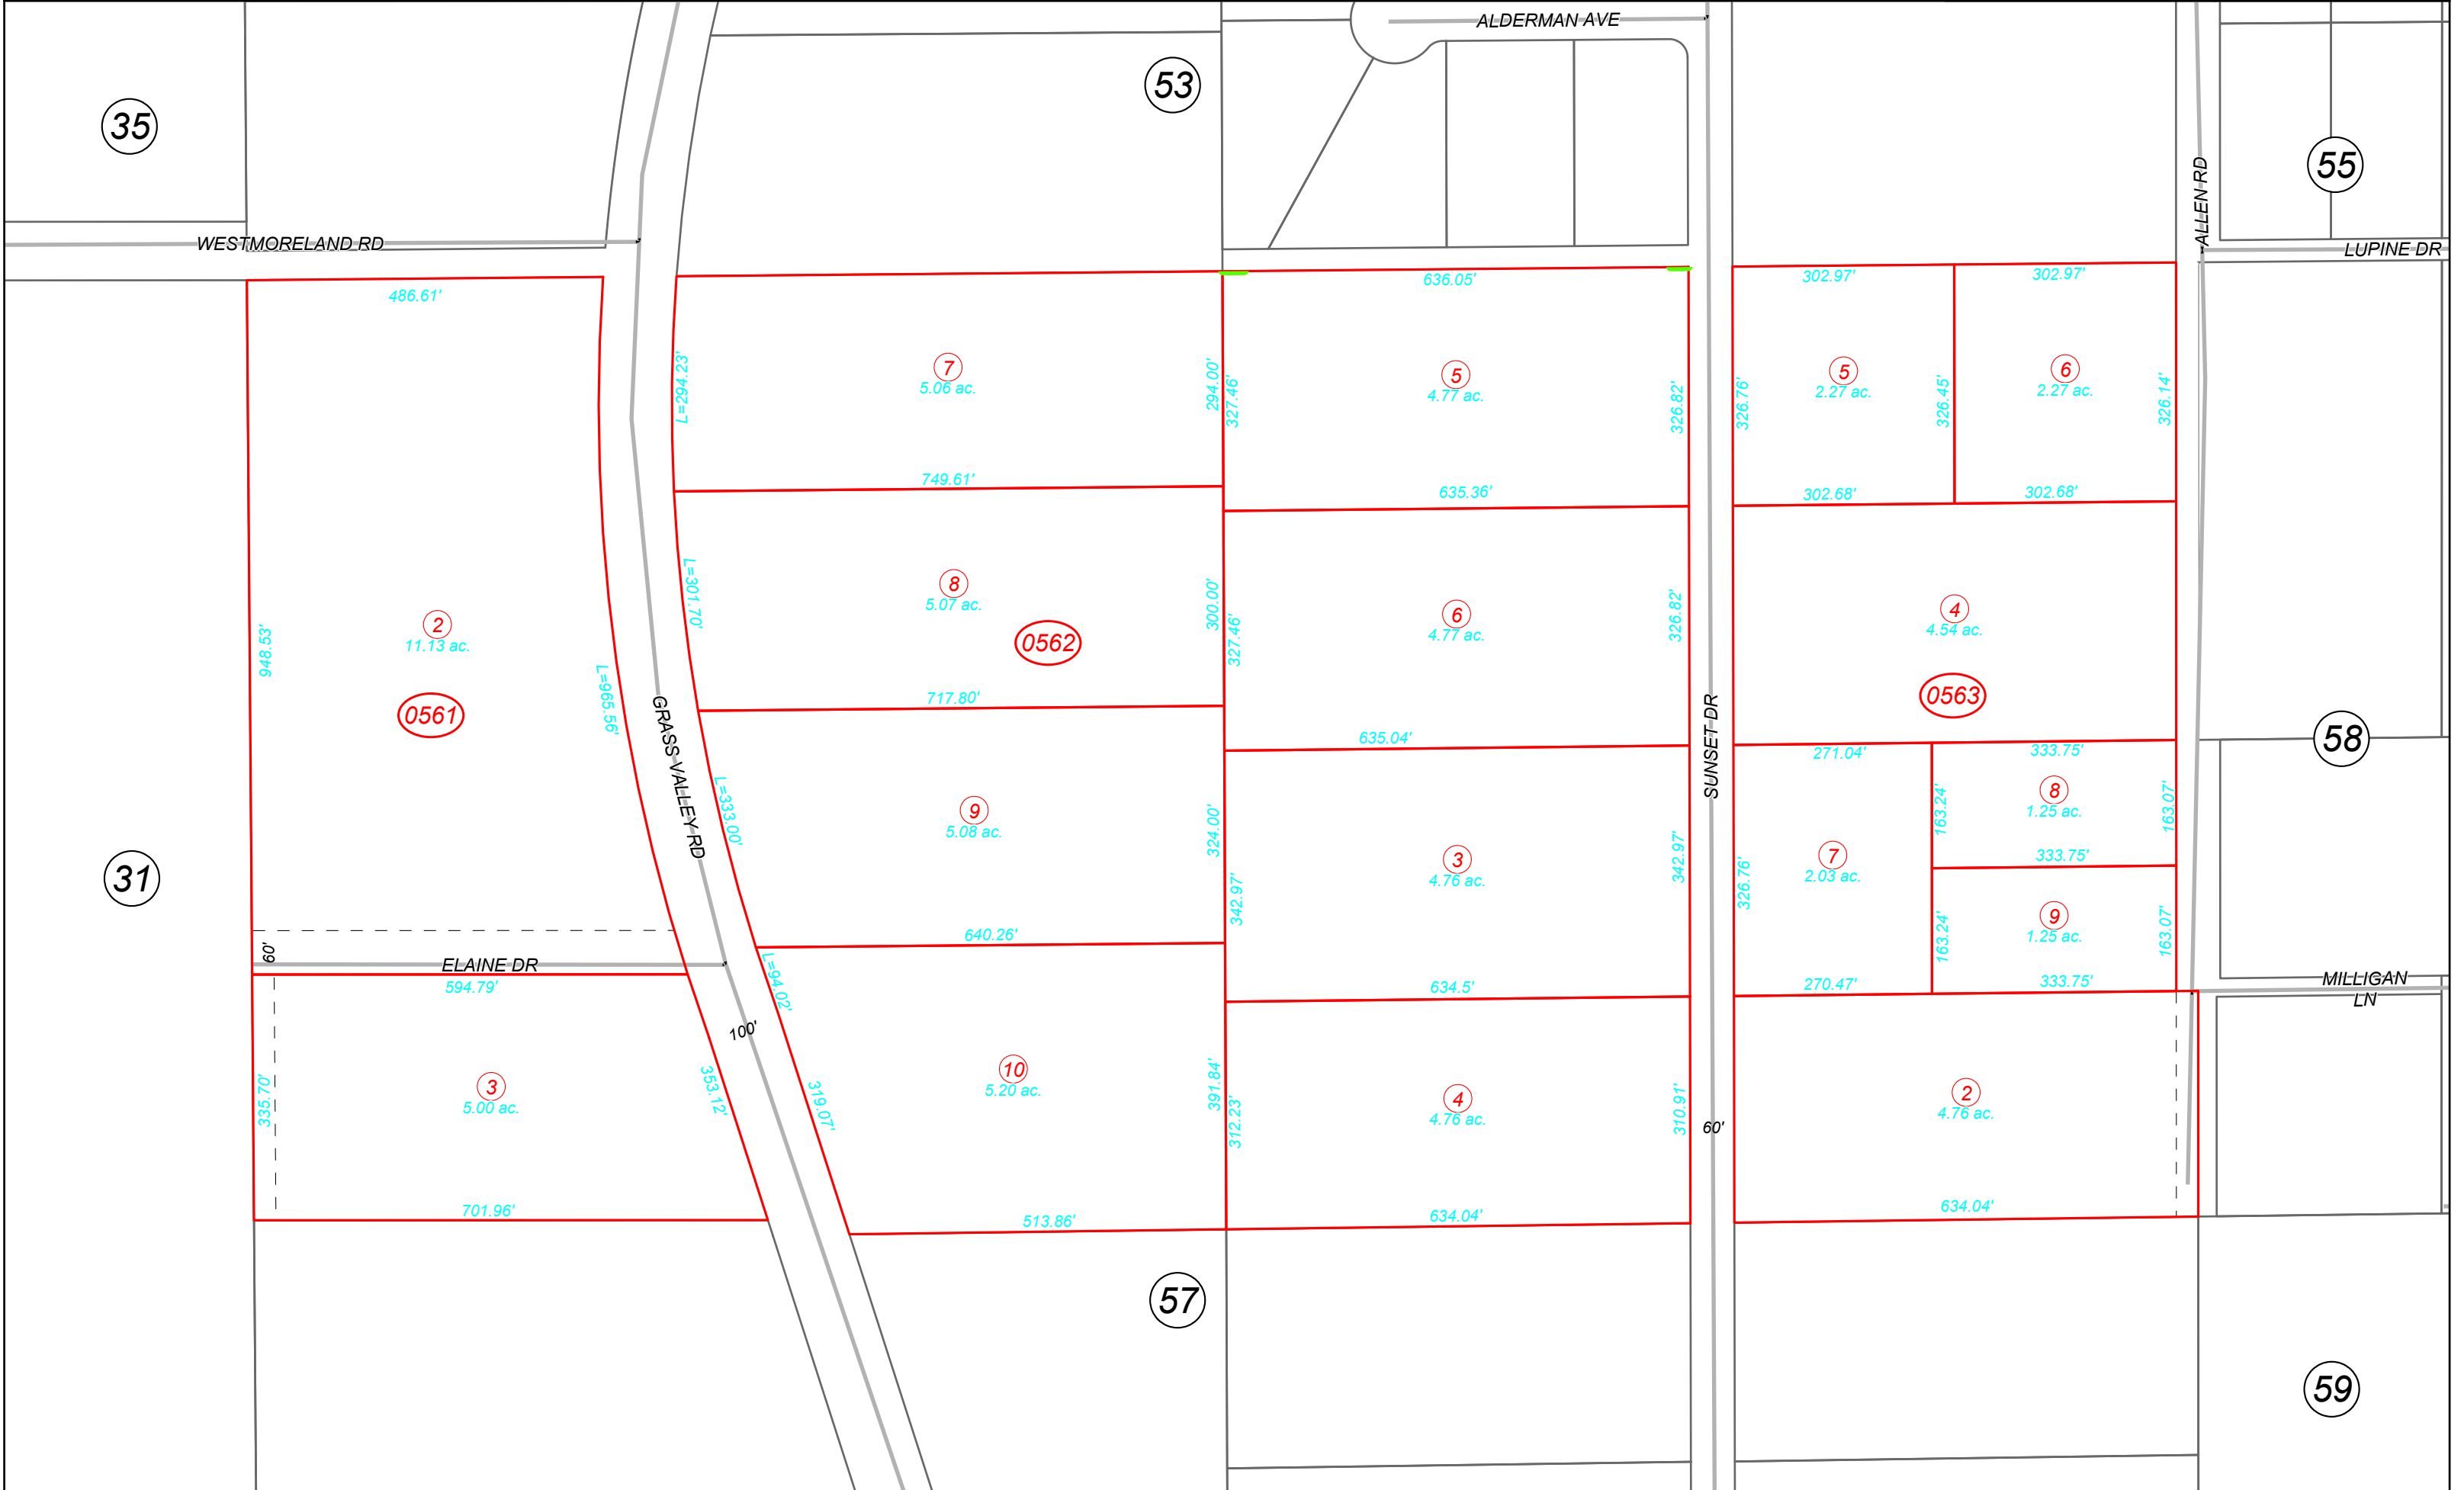 ALDERMAN AVE
53
35
55
ALLEN RD
WESTMORELAND RD
LUPINE DR
486.61'
636.05'
302.97'
302.97'
L=294.23'
7
5.06 ac.
294.00'
327.46'
5
4.77 ac.
326.82'
326.76'
5
2.27 ac.
326.45'
6
2.27 ac.
326.14'
749.61'
635.36'
302.68'
302.68'
2
11.13 ac.
948.53'
0561
L=965.56'
L=301.70'
8
5.07 ac.
0562
300.00'
327.46'
6
4.77 ac.
326.82'
4
4.54 ac.
0563
717.80'
635.04'
GRASS VALLEY RD
SUNSET DR
271.04'
333.75'
58
L=333.00'
9
5.08 ac.
324.00'
342.97'
3
4.76 ac.
342.97'
326.76'
7
2.03 ac.
163.24'
8
1.25 ac.
163.07'
333.75'
163.24'
9
1.25 ac.
163.07'
31
60'
ELAINE DR
640.26'
594.79'
634.5'
270.47'
333.75'
MILLIGAN
LN
L=94.02'
100'
335.70'
3
5.00 ac.
353.12'
319.07'
10
5.20 ac.
391.84'
312.23'
4
4.76 ac.
310.91'
60'
2
4.76 ac.
701.96'
513.86'
634.04'
634.04'
57
59